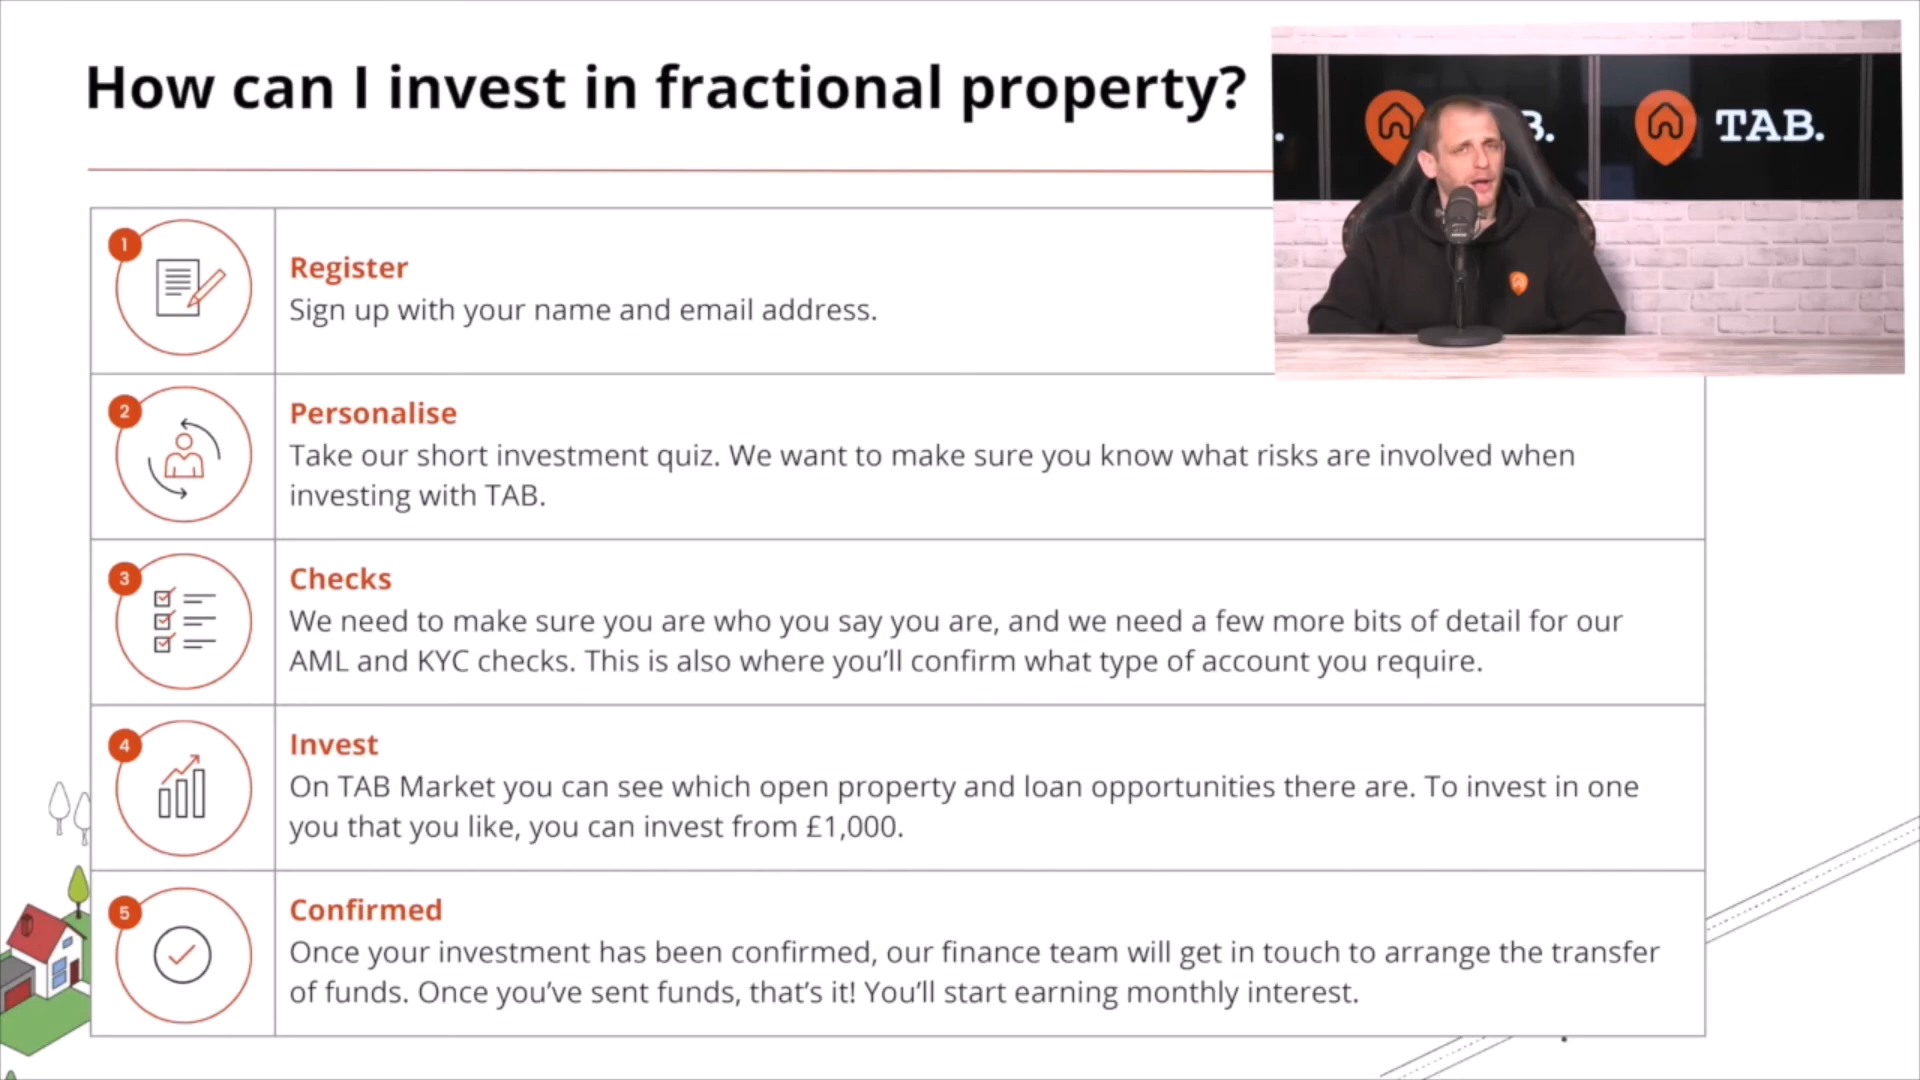 How can I invest in fractional property?
B.
TAB.
1
Register
Sign up with your name and email address.
2
Personalise
Take our short investment quiz. We want to make sure you know what risks are involved when
investing with TAB.
3
Checks
We need to make sure you are who you say you are, and we need a few more bits of detail for our
AML and KYC checks. This is also where you’ll confirm what type of account you require.
4
Invest
On TAB Market you can see which open property and loan opportunities there are. To invest in one
you that you like, you can invest from £1,000.
5
Confirmed
Once your investment has been confirmed, our finance team will get in touch to arrange the transfer
of funds. Once you’ve sent funds, that’s it! You’ll start earning monthly interest.